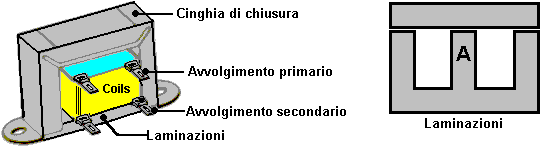 Cinghia di chiusura
Avvolgimento primario
Coils
Avvolgimento secondario
Laminazioni
A
Laminazioni